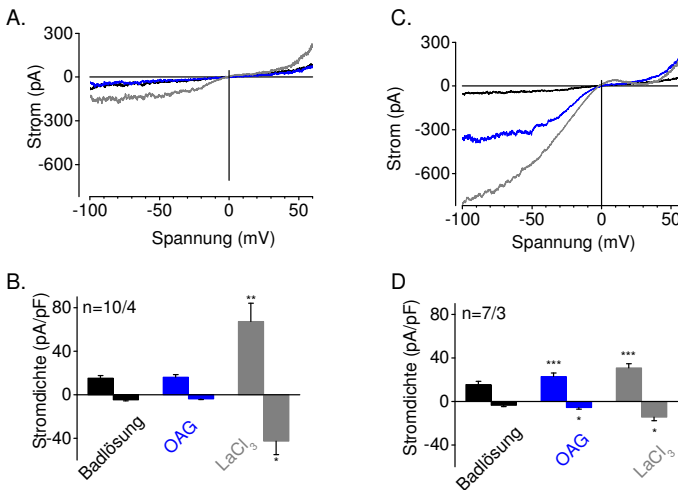 A.
300
0
-300
-600
Strom (pA)
-100
-50
0
50
Spannung (mV)
C.
300
0
-300
-600
Strom (pA)
-100
-50
0
50
Spannung (mV)
B.
n=10/4
80
40
0
-40
Stromdichte (pA/pF)
**
*
Badlösung
OAG
LaCl₃
D
n=7/3
80
40
0
-40
Stromdichte (pA/pF)
***
***
*
*
Badlösung
OAG
LaCl₃